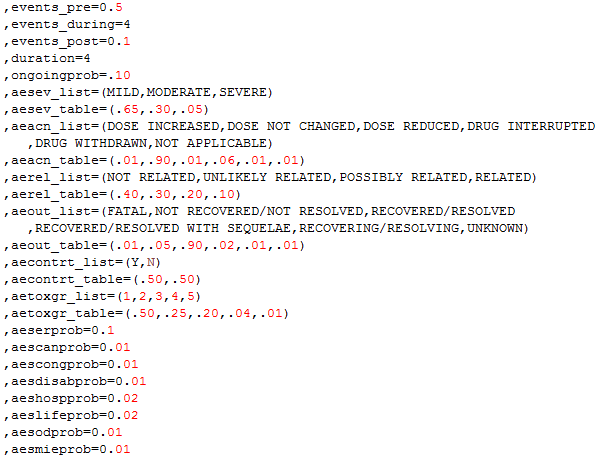 ,events_pre=0.5
,events_during=4
,events_post=0.1
,duration=4
,ongoingprob=.10
,aesev_list=(MILD,MODERATE,SEVERE)
,aesev_table=(.65,.30,.05)
,aeacn_list=(DOSE INCREASED,DOSE NOT CHANGED,DOSE REDUCED,DRUG INTERRUPTED
,DRUG WITHDRAWN,NOT APPLICABLE)
,aeacn_table=(.01,.90,.01,.06,.01,.01)
,aerel_list=(NOT RELATED,UNLIKELY RELATED,POSSIBLY RELATED,RELATED)
,aerel_table=(.40,.30,.20,.10)
,aeout_list=(FATAL,NOT RECOVERED/NOT RESOLVED,RECOVERED/RESOLVED
,RECOVERED/RESOLVED WITH SEQUELAE,RECOVERING/RESOLVING,UNKNOWN)
,aeout_table=(.01,.05,.90,.02,.01,.01)
,aecontrt_list=(Y,N)
,aecontrt_table=(.50,.50)
,aetoxgr_list=(1,2,3,4,5)
,aetoxgr_table=(.50,.25,.20,.04,.01)
,aeserprob=0.1
,aescanprob=0.01
,aescongprob=0.01
,aesdisabprob=0.01
,aeshospprob=0.02
,aeslifeprob=0.02
,aesodprob=0.01
,aesmieprob=0.01